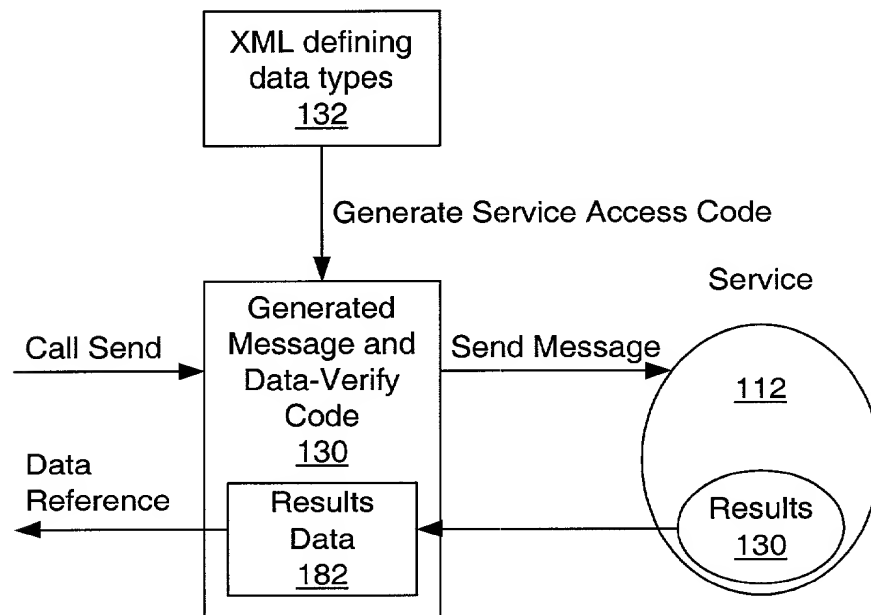 XML defining
data types
132
Generate Service Access Code
Service
Generated
Message and
Data-Verify
Code
130
Call Send
Send Message
112
Data
Reference
Results
Data
182
Results
130